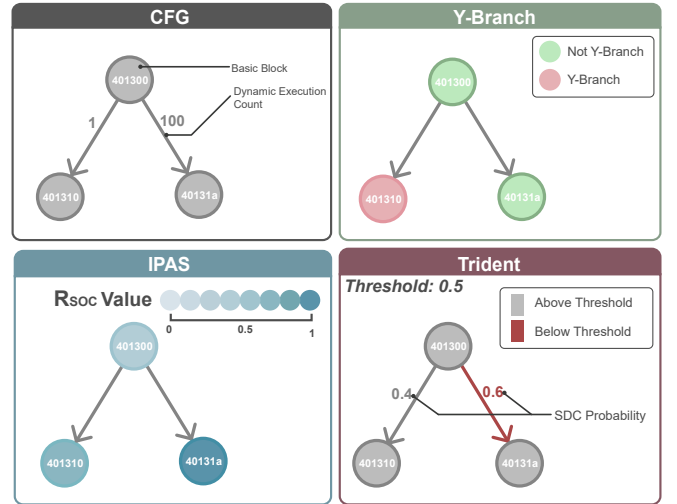 CFG
401300
Basic Block
Dynamic Execution
Count
1
100
401310
40131a
Y-Branch
Not Y-Branch
Y-Branch
401300
401310
40131a
IPAS
RSOC Value
0
0.5
1
401300
401310
40131a
Trident
Threshold: 0.5
Above Threshold
Below Threshold
401300
0.4
0.6
SDC Probability
401310
40131a